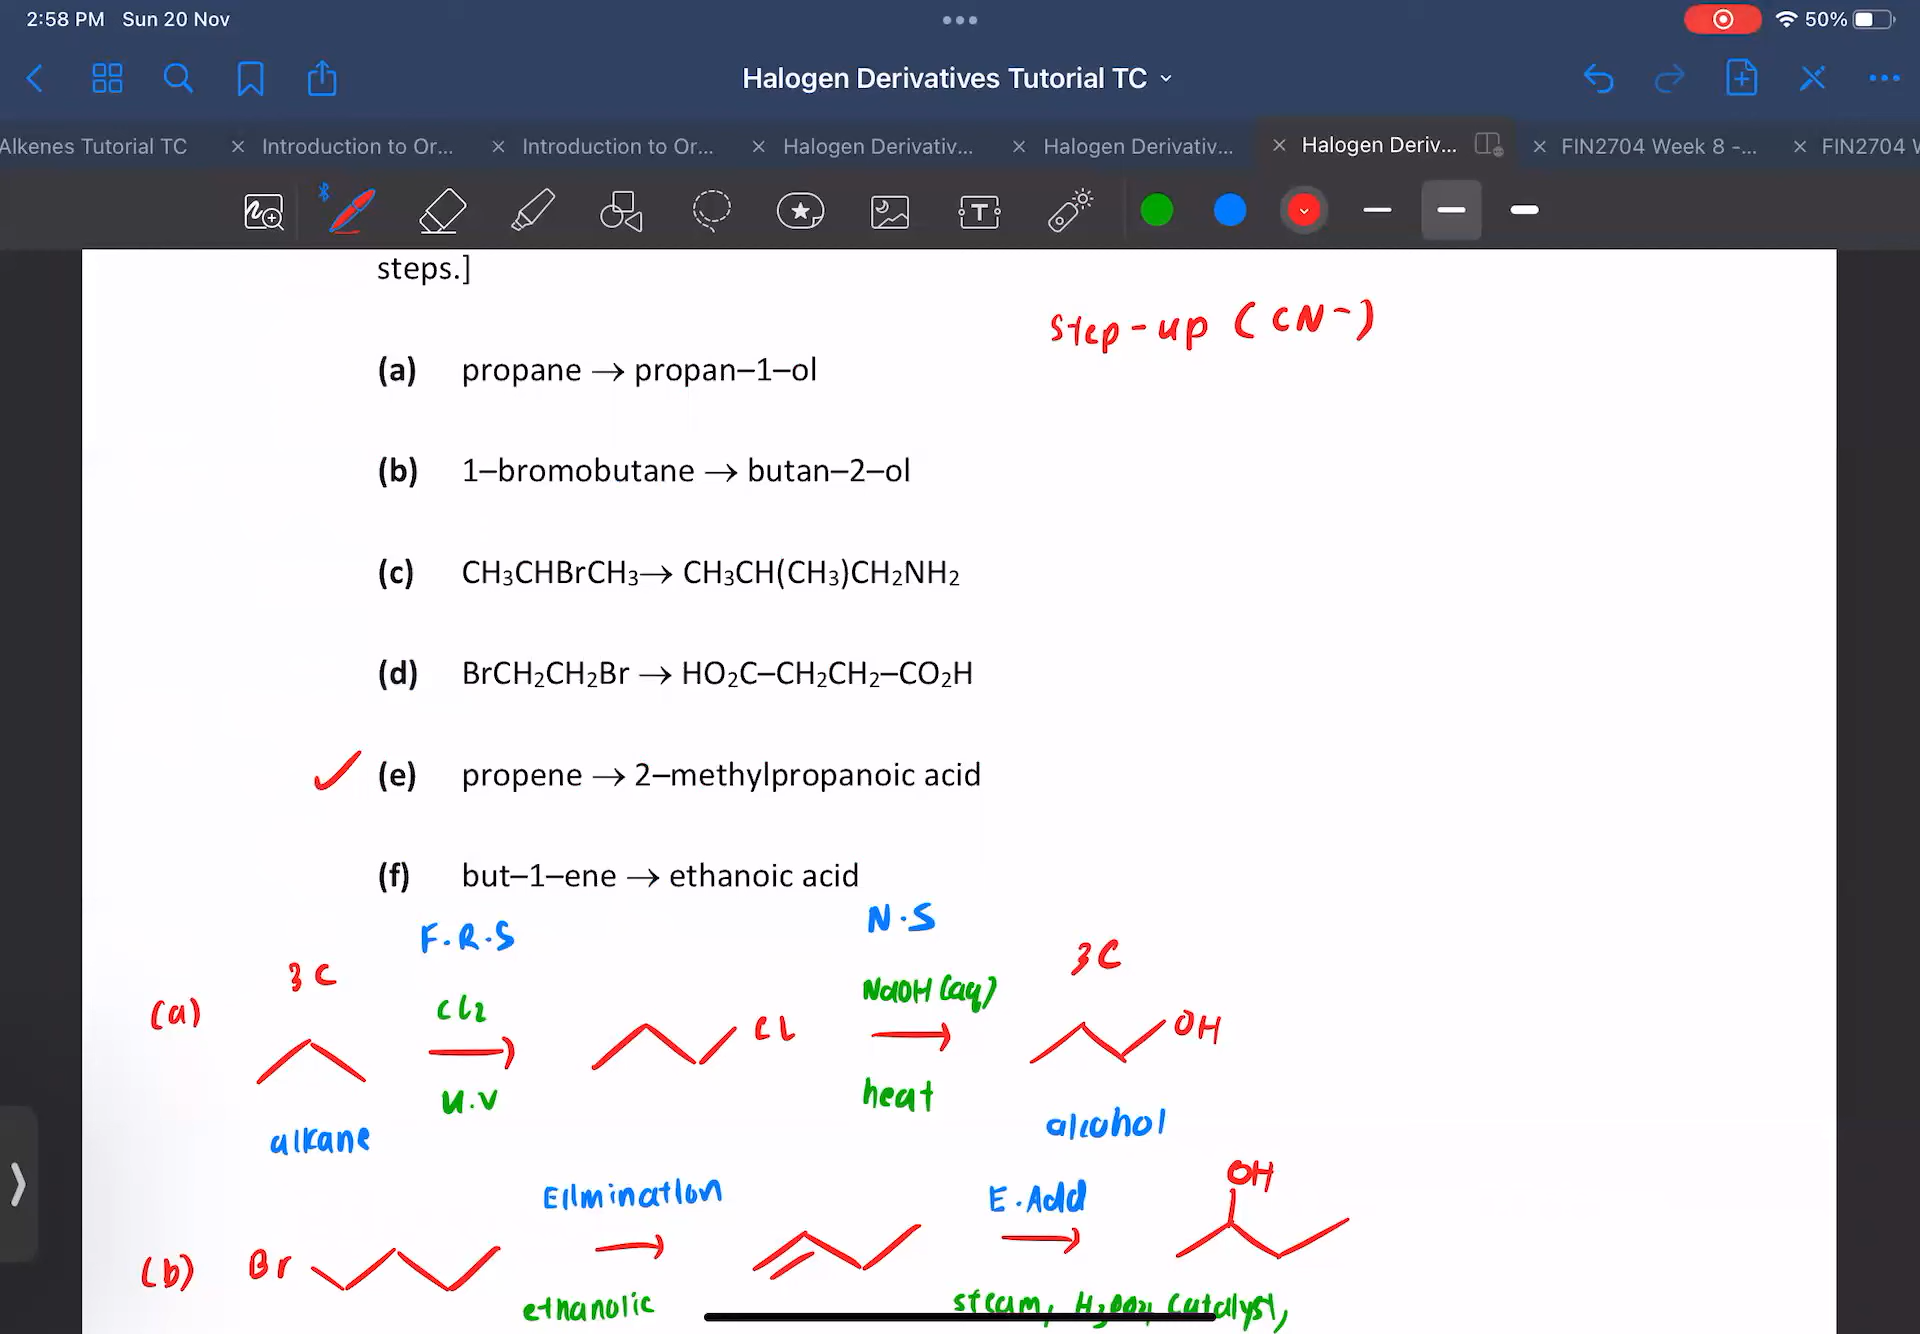 2:58 PM Sun 20 Nov
50%
Halogen Derivatives Tutorial TC
Alkenes Tutorial TC
Introduction to Or...
Introduction to Or...
Halogen Derivativ...
Halogen Derivativ...
Halogen Deriv...
FIN2704 Week 8 -...
FIN2704 W
steps.]
Step-up (CN⁻)
(a) propane → propan–1–ol
(b) 1–bromobutane → butan–2–ol
(c) CH₃CHBrCH₃→ CH₃CH(CH₃)CH₂NH₂
(d) BrCH₂CH₂Br → HO₂C–CH₂CH₂–CO₂H
(e) propene → 2–methylpropanoic acid
(f) but–1–ene → ethanoic acid
F.R.S
N.S
3C
3C
(a)
Cl₂
→
u.v
Cl
NaOH(aq)
→
heat
OH
alkane
alcohol
Elimination
E.Add
OH
(b) Br
→
→
ethanolic
steam, H₃PO₄, catalyst,